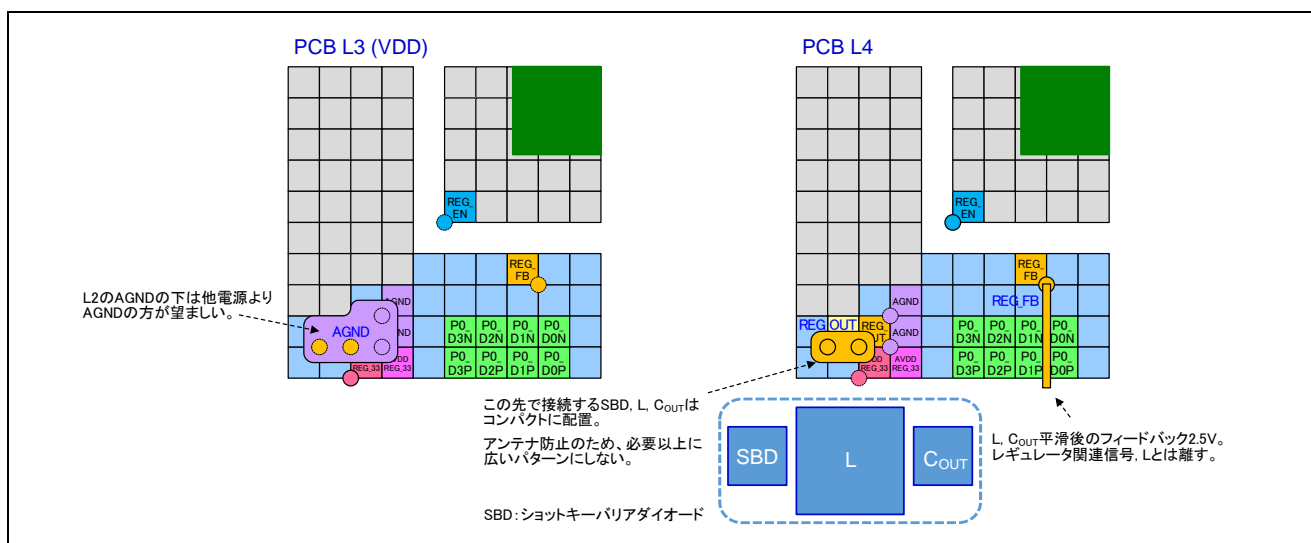 PCB L3 (VDD)
REG_
EN
REG_
FB
L2のAGNDの下は他電源より
AGNDの方が望ましい。
AGND
AGND
GND
P0_
D3N
P0_
D2N
P0_
D1N
P0_
D0N
REG_33
VDD
REG_33
P0_
D3P
P0_
D2P
P0_
D1P
P0_
D0P
PCB L4
REG_
EN
REG_
FB
REG_FB
AGND
REG OUT
REG_
UT
AGND
P0_
D3N
P0_
D2N
P0_
D1N
P0_
D0N
DD
REG_33
AVDD
REG_33
P0_
D3P
P0_
D2P
P0_
D1P
P0_
D0P
この先で接続するSBD, L, COUTは
コンパクトに配置。
アンテナ防止のため、必要以上に
広いパターンにしない。
SBD
L
COUT
SBD:ショットキーバリアダイオード
L, COUT平滑後のフィードバック2.5V。
レギュレータ関連信号, Lとは離す。